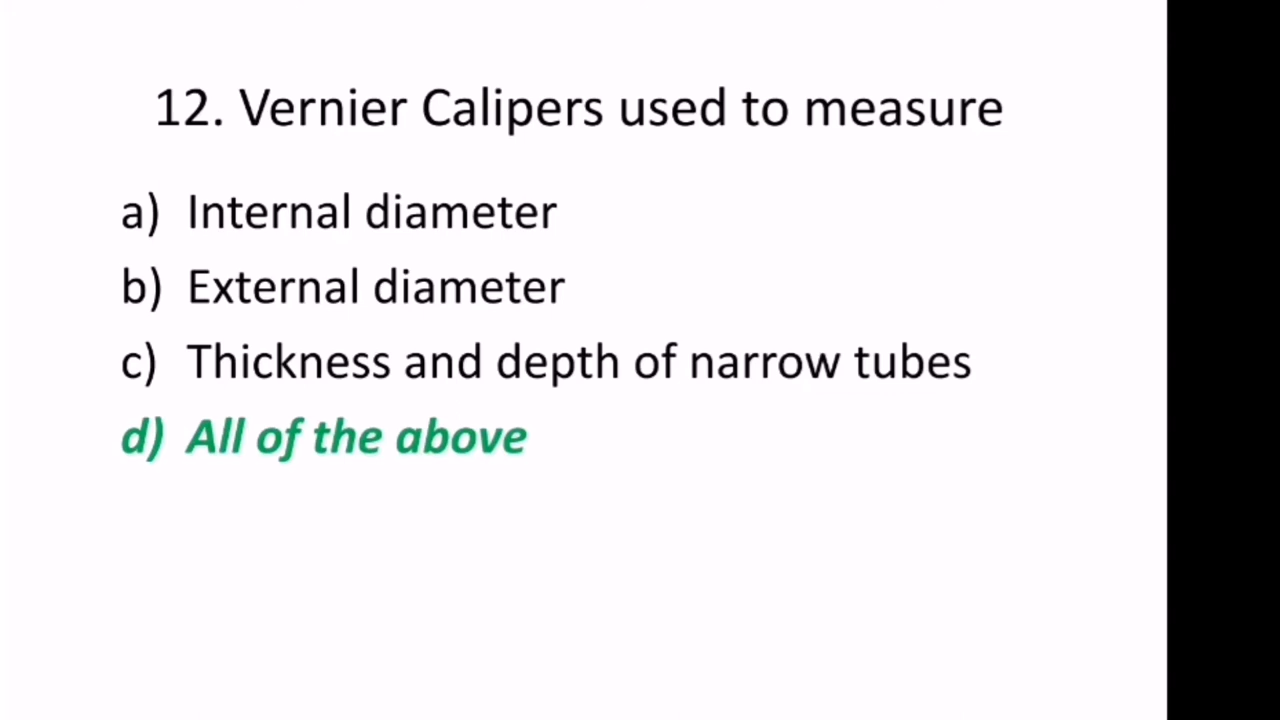 12. Vernier Calipers used to measure
a) Internal diameter
b) External diameter
c) Thickness and depth of narrow tubes
d) All of the above